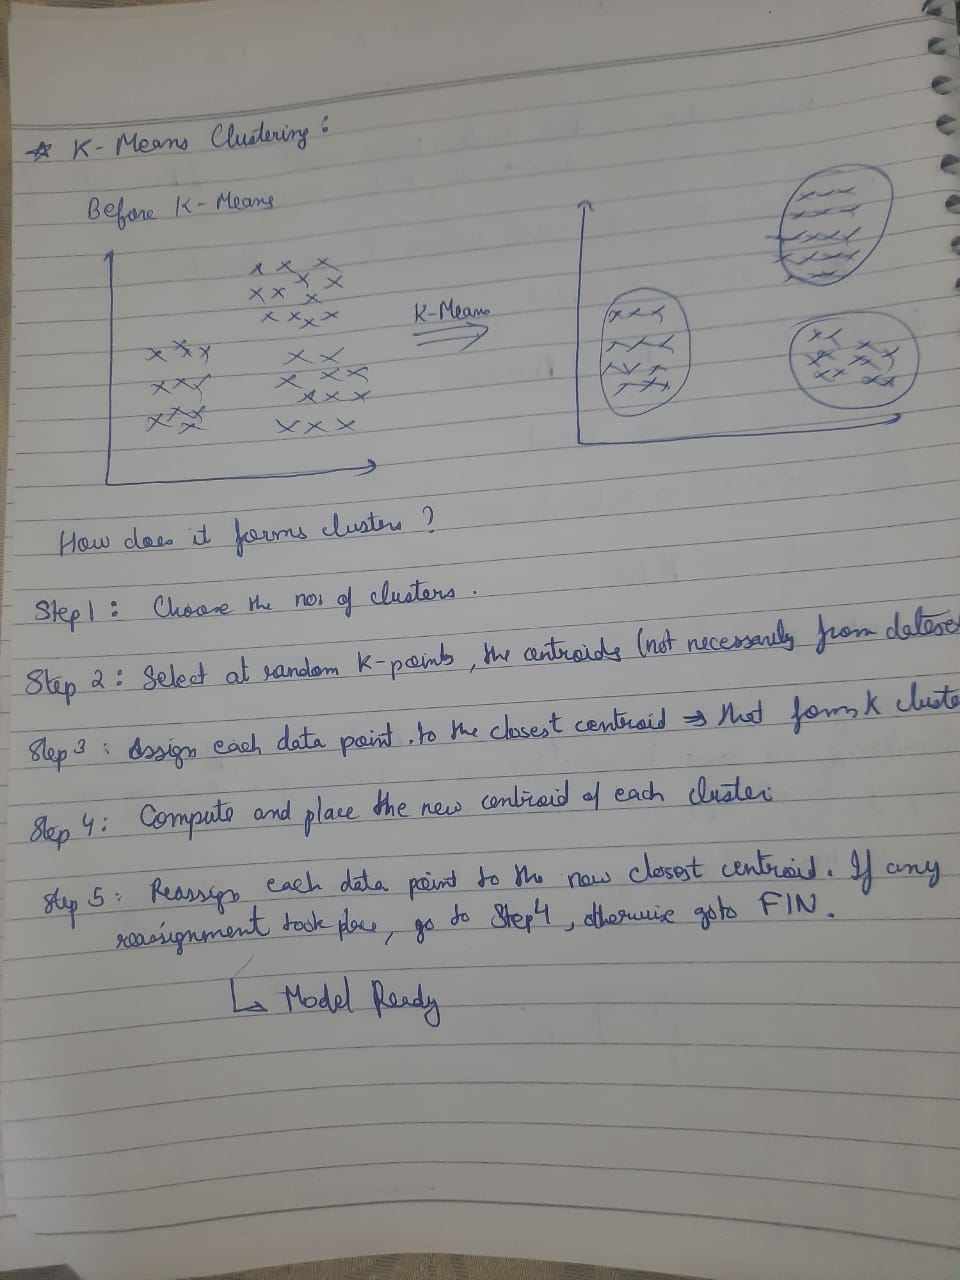 * K-Means Clustering :
Before K-Means
K-Means
How does it forms clusters ?
Step 1 : Choose the no. of clusters .
Step 2 : Select at random K-points , the centroids (not necessarily from datase
Step 3 : Assign each data point . to the closest centroid ⇒ that forms K cluste
Step 4 : Compute and place the new centroid of each cluster.
Step 5 : Reassign each data point to the new closest centroid. If any
reassignment took place, go to Step 4 , otherwise goto FIN.
↳ Model Ready